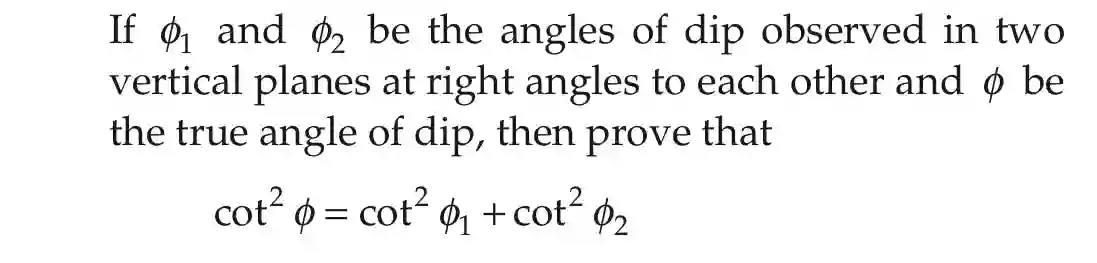 If ϕ₁ and ϕ₂ be the angles of dip observed in two
vertical planes at right angles to each other and ϕ be
the true angle of dip, then prove that
cot² ϕ = cot² ϕ₁ + cot² ϕ₂